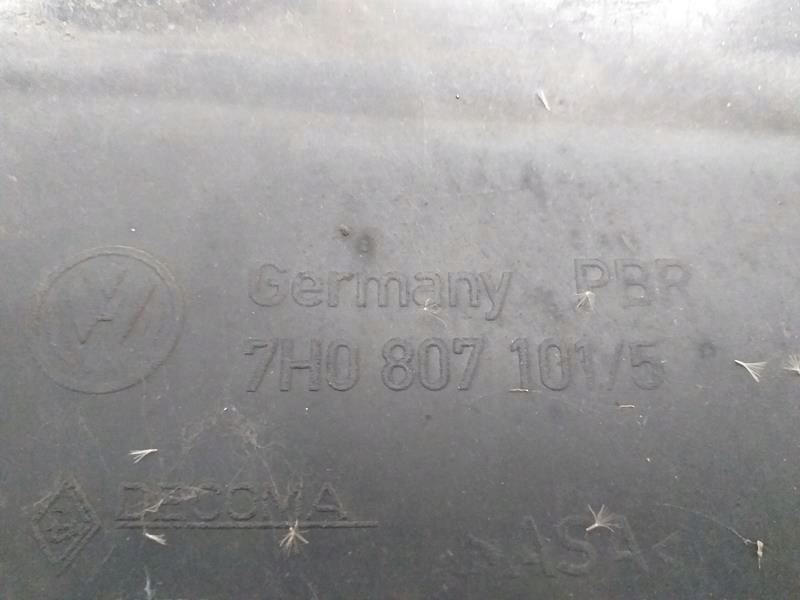 Germany PBR
7H0 807 101/5
DECOMA
>ASA<